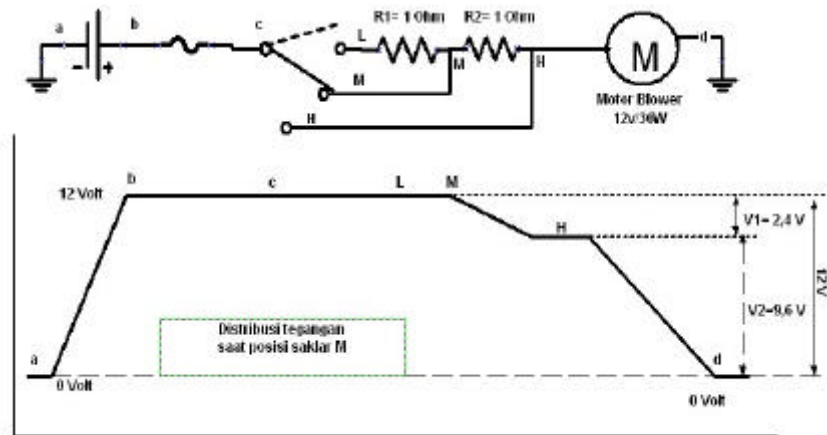 R1= 1 Ohm
R2= 1 Ohm
a
b
c
L
M
M
H
H
d
- +
M
Motor Blower
12v/36W
b
c
L
M
12 Volt
V1= 2,4 V
H
12V
V2=9,6 V
Distribusi tegangan
saat posisi saklar M
a
d
0 Volt
0 Volt